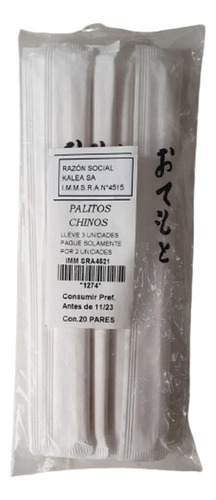 RAZÓN SOCIAL
KALEA SA
I.M.M.S.R A N°4515
PALITOS
CHINOS
LLEVE 3 UNIDADES
PAGUE SOLAMENTE
POR 2 UNIDADES
IMM SRA4521
*1274*
Consumir Pref.
Antes de 11/23
Con.20 PARES
おてもと